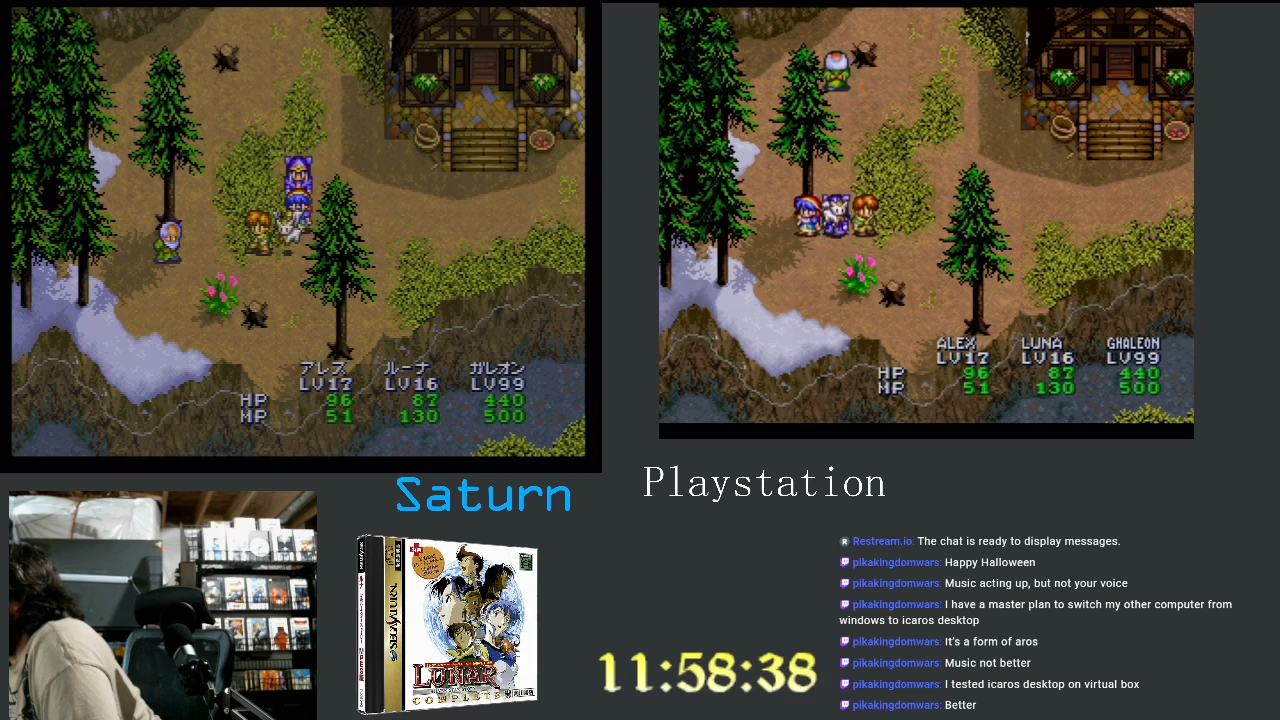 アレス ルーナ ガレオン
LV17 LV16 LV99
HP 96 87 440
MP 51 130 500
ALEX LUNA GHALEON
LV17 LV16 LV99
HP 96 87 440
MP 51 130 500
Saturn
Playstation
SEGA SATURN
LUNAR
COMPLETE
11:58:38
Restream.io: The chat is ready to display messages.
pikakingdomwars: Happy Halloween
pikakingdomwars: Music acting up, but not your voice
pikakingdomwars: I have a master plan to switch my other computer from
windows to icaros desktop
pikakingdomwars: It's a form of aros
pikakingdomwars: Music not better
pikakingdomwars: I tested icaros desktop on virtual box
pikakingdomwars: Better